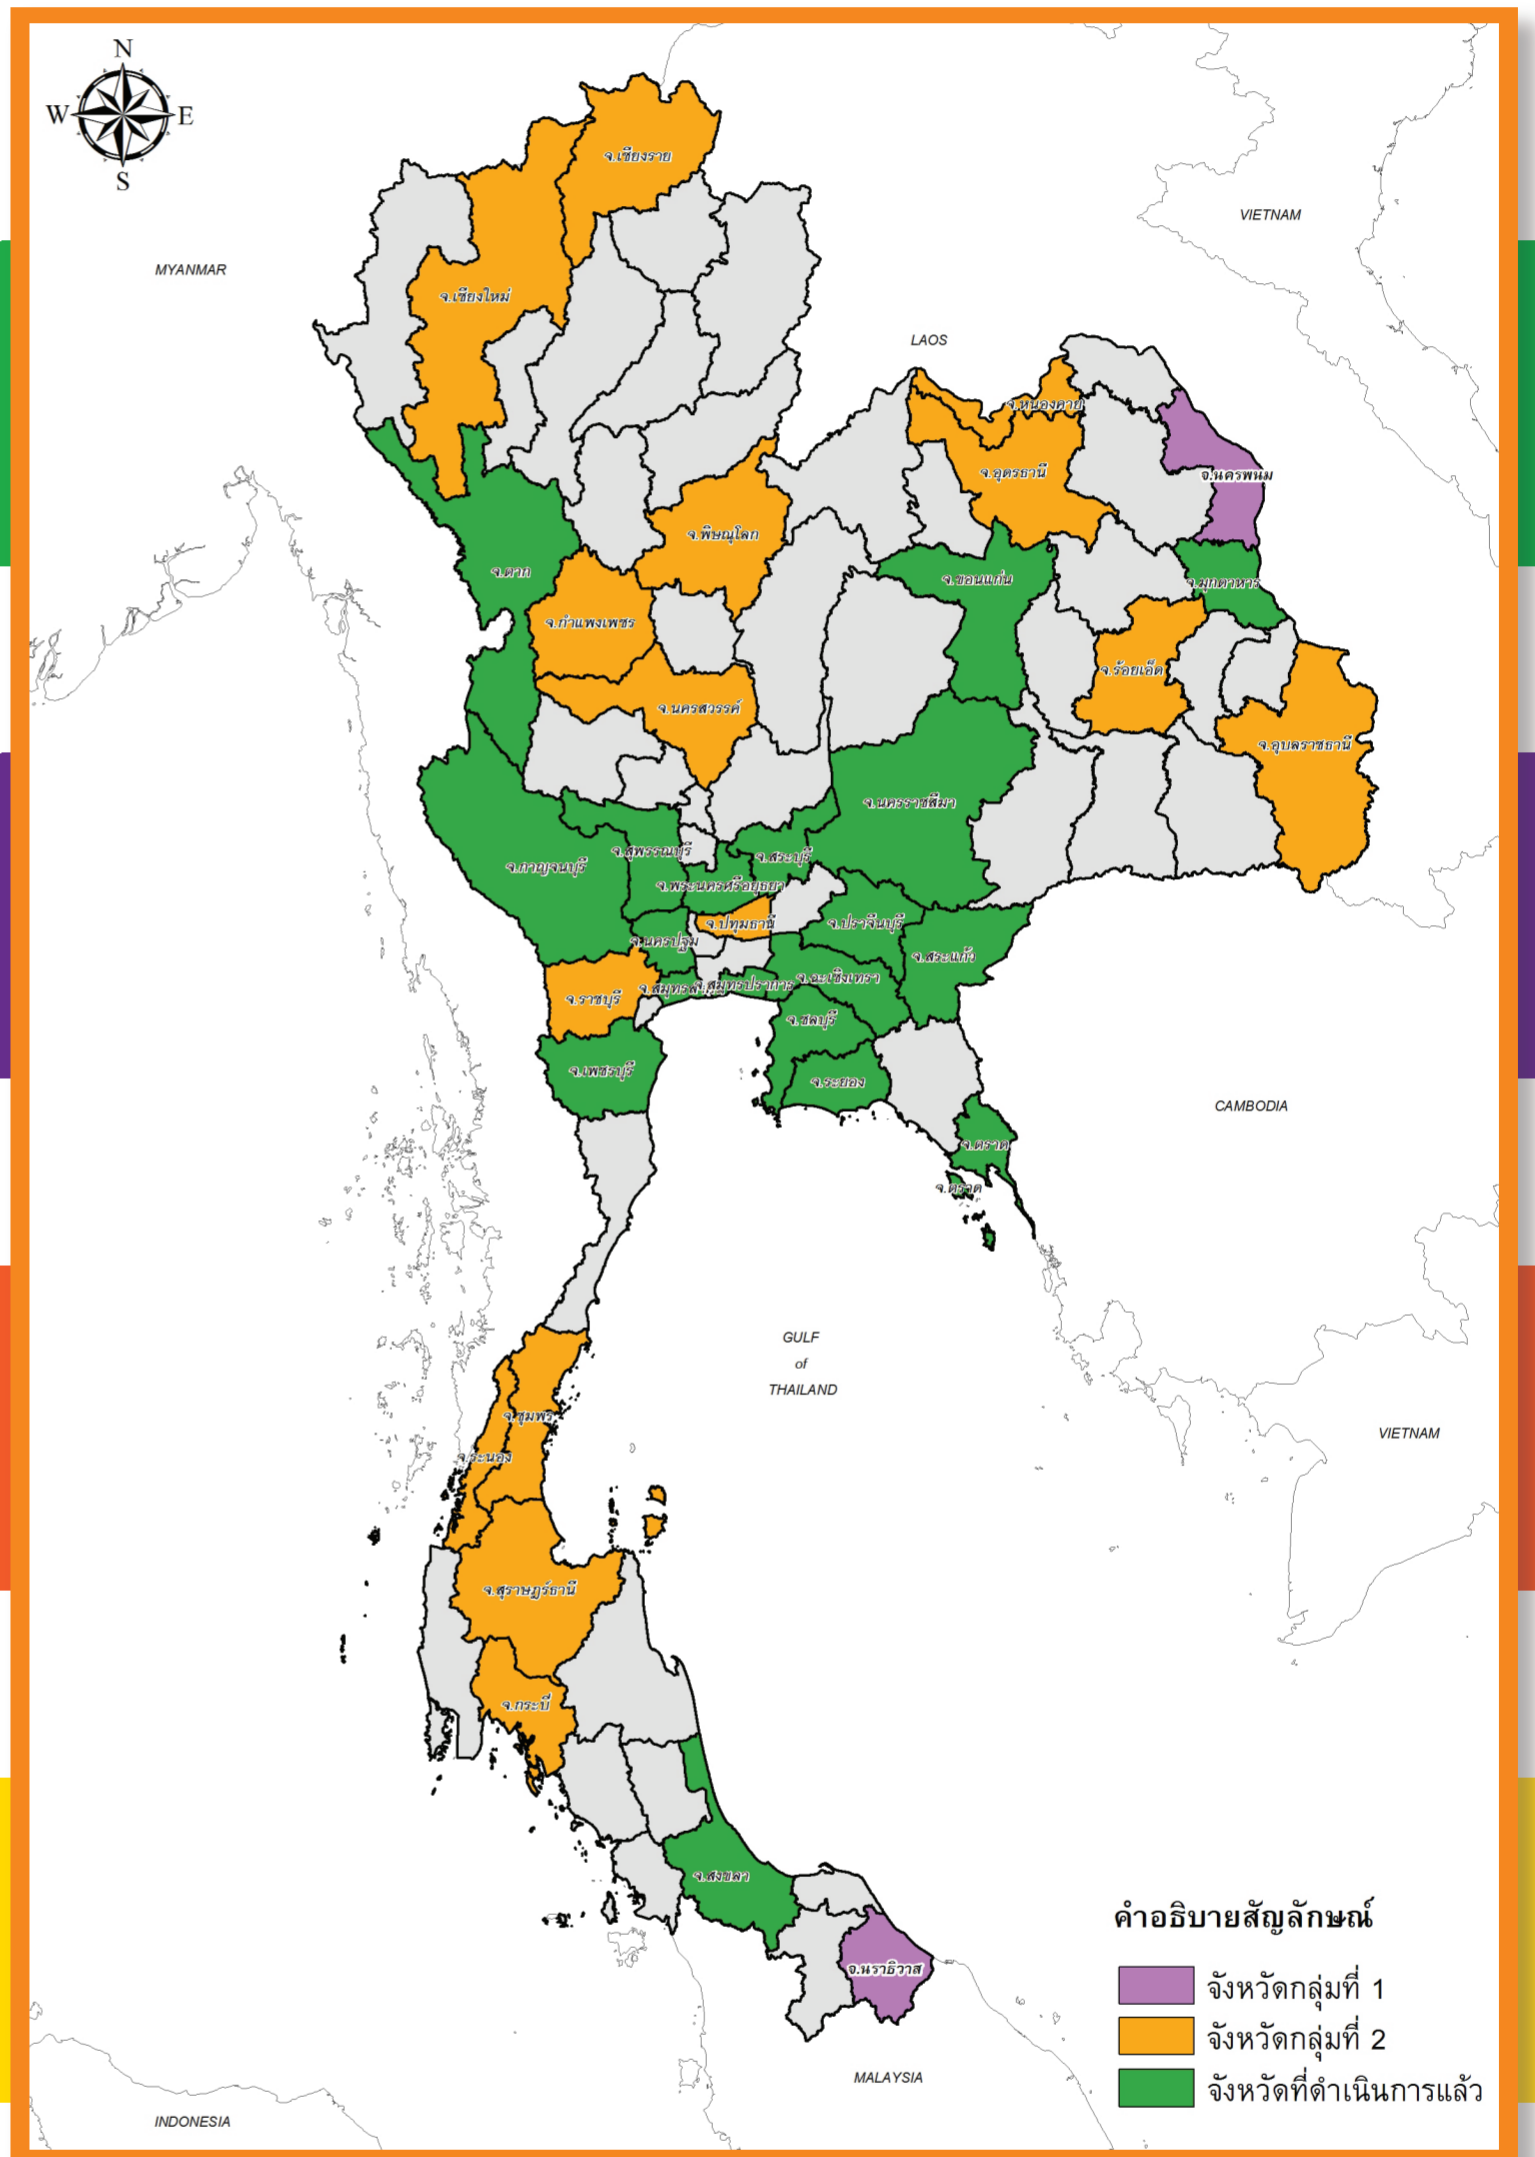 N
W E
S
จ.เชียงราย
VIETNAM
MYANMAR
จ.เชียงใหม่
LAOS
จ.หนองคาย
จ.อุดรธานี
จ.นครพนม
จ.พิษณุโลก
จ.ตาก
จ.ขอนแก่น
จ.มุกดาหาร
จ.กำแพงเพชร
จ.ร้อยเอ็ด
จ.นครสวรรค์
จ.อุบลราชธานี
จ.นครราชสีมา
จ.สุพรรณบุรี
จ.สระบุรี
จ.กาญจนบุรี
จ.พระนครศรีอยุธยา
จ.ปทุมธานี
จ.ปราจีนบุรี
จ.นครปฐม
จ.สระแก้ว
จ.ฉะเชิงเทรา
จ.สมุทรปราการ
จ.ราชบุรี
จ.ชลบุรี
จ.เพชรบุรี
จ.ระยอง
CAMBODIA
จ.ตราด
จ.ตราด
GULF
of
THAILAND
จ.ชุมพร
VIETNAM
จ.ระนอง
จ.สุราษฎร์ธานี
จ.กระบี่
จ.สงขลา
คำอธิบายสัญลักษณ์
จ.นราธิวาส
จังหวัดกลุ่มที่ 1
จังหวัดกลุ่มที่ 2
MALAYSIA
จังหวัดที่ดำเนินการแล้ว
INDONESIA